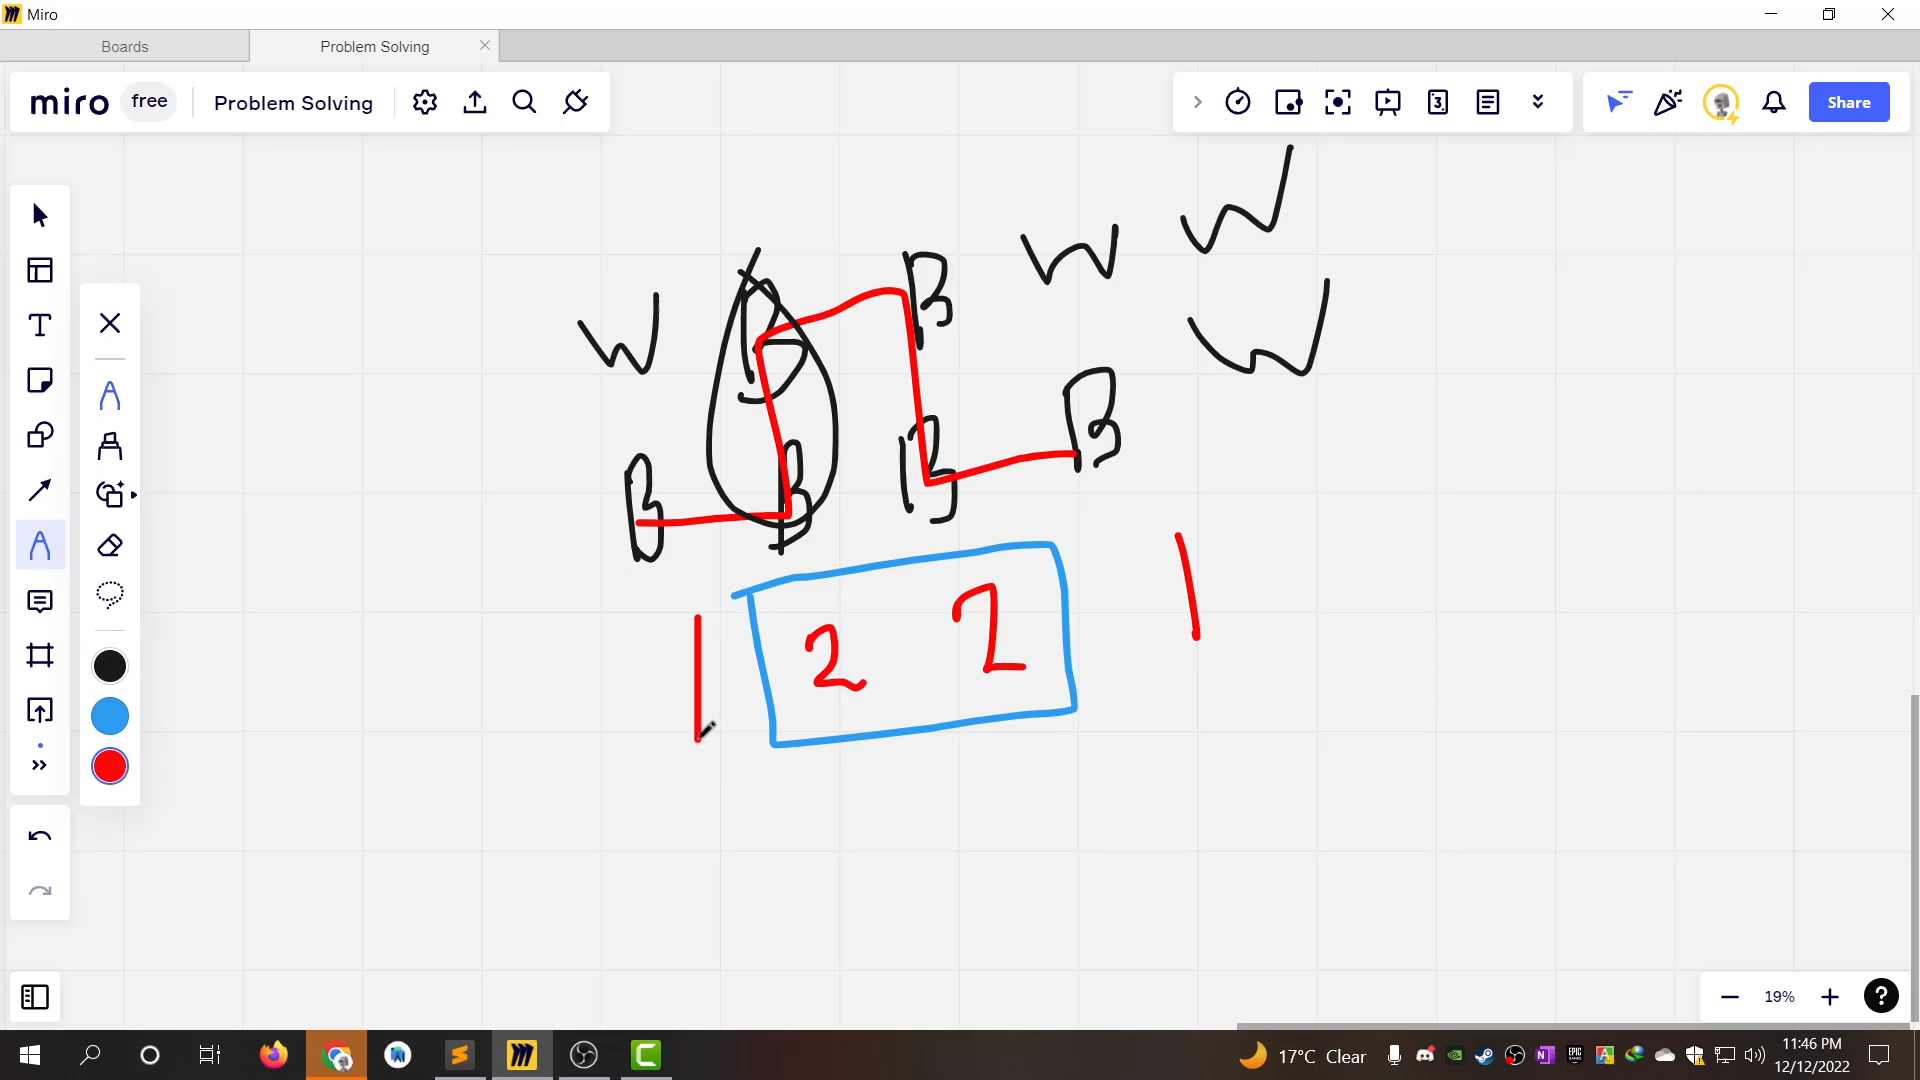 Miro
Boards
Problem Solving
miro
free
Problem Solving
3
Share
W
W B W
W
B B B B
B
1 2 2 1
19%
?
17°C Clear
11:46 PM
12/12/2022